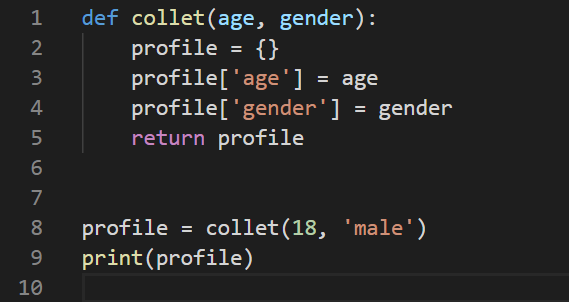 1 def collet(age, gender):
2     profile = {}
3     profile['age'] = age
4     profile['gender'] = gender
5     return profile
6
7
8 profile = collet(18, 'male')
9 print(profile)
10